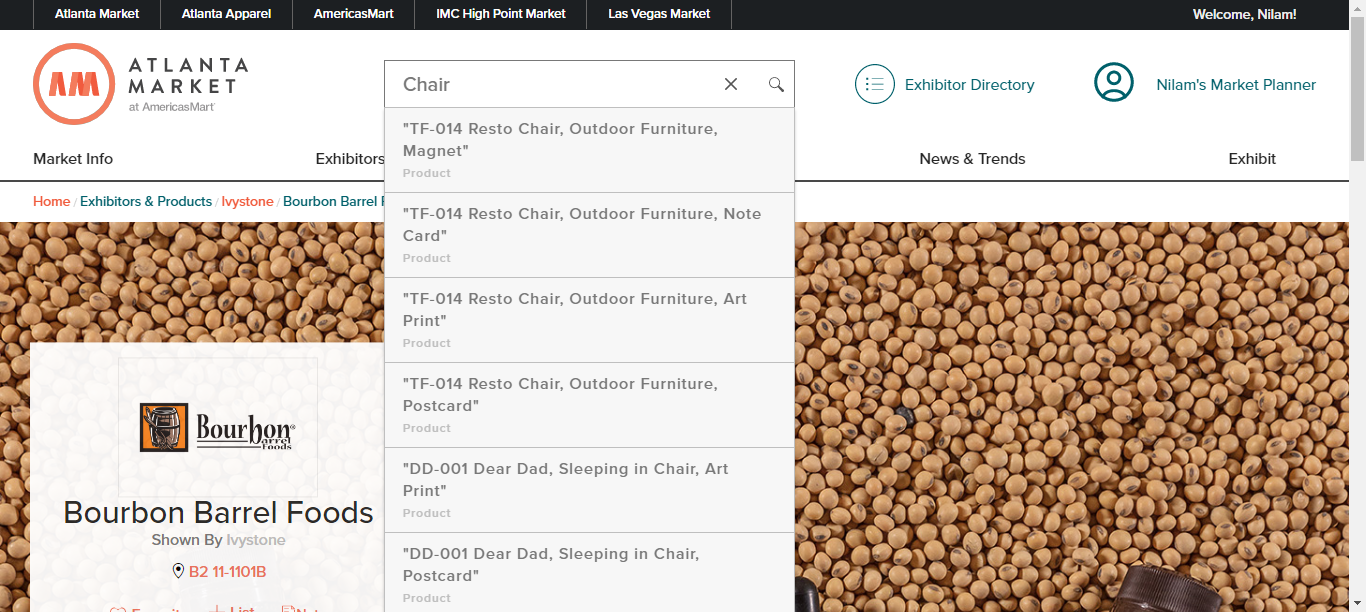 Atlanta Market
Atlanta Apparel
AmericasMart
IMC High Point Market
Las Vegas Market
Welcome, Nilam!
AM
ATLANTA
MARKET
at AmericasMart
Chair
Exhibitor Directory
Nilam's Market Planner
Market Info
Exhibitors
News & Trends
Exhibit
Home / Exhibitors & Products / Ivystone / Bourbon Barrel
"TF-014 Resto Chair, Outdoor Furniture,
Magnet"
Product
"TF-014 Resto Chair, Outdoor Furniture, Note
Card"
Product
"TF-014 Resto Chair, Outdoor Furniture, Art
Print"
Product
"TF-014 Resto Chair, Outdoor Furniture,
Postcard"
Product
"DD-001 Dear Dad, Sleeping in Chair, Art
Print"
Product
"DD-001 Dear Dad, Sleeping in Chair,
Postcard"
Product
Bourbon®
Barrel
Foods
Bourbon Barrel Foods
Shown By Ivystone
B2 11-1101B
List